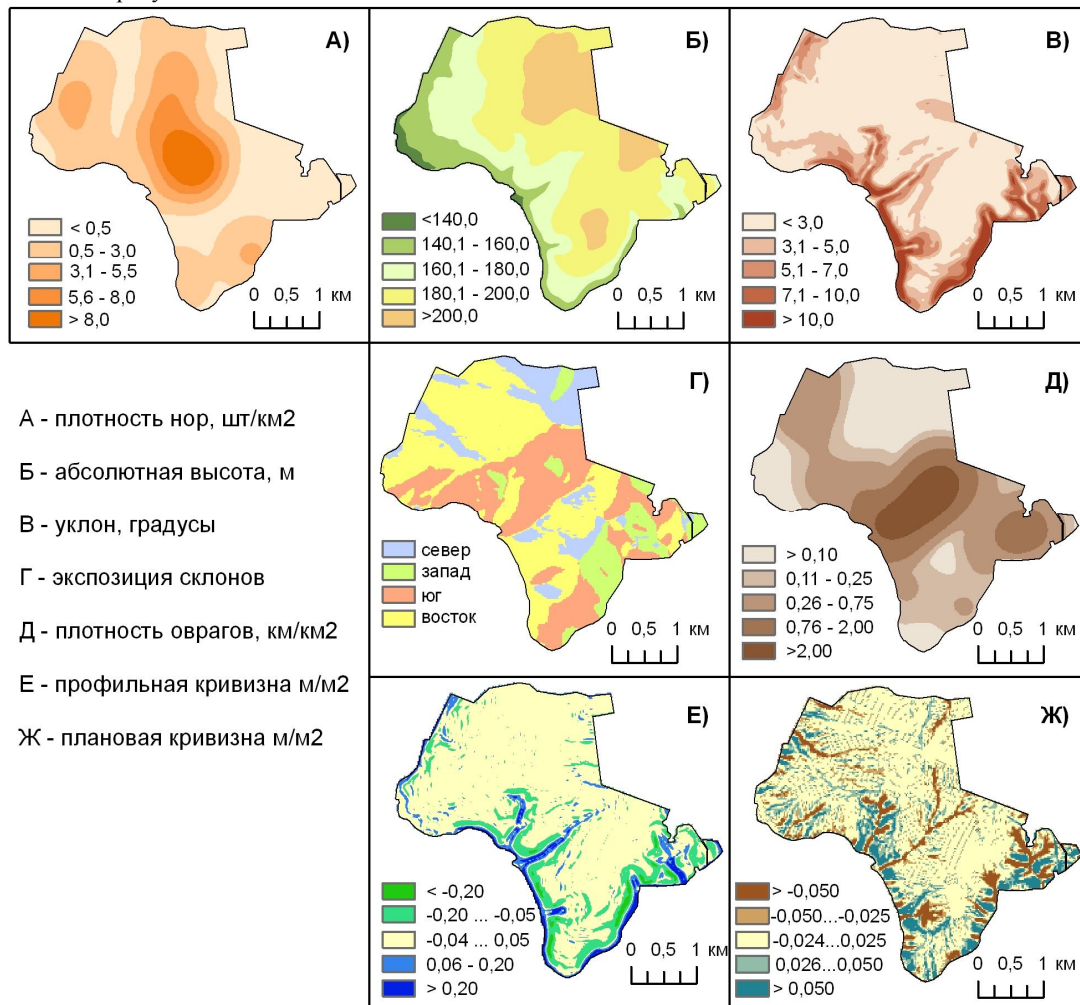 А)
< 0,5
0,5 - 3,0
3,1 - 5,5
5,6 - 8,0
> 8,0
0 0,5 1 км
Б)
<140,0
140,1 - 160,0
160,1 - 180,0
180,1 - 200,0
>200,0
0 0,5 1 км
В)
< 3,0
3,1 - 5,0
5,1 - 7,0
7,1 - 10,0
> 10,0
0 0,5 1 км
А - плотность нор, шт/км2
Б - абсолютная высота, м
В - уклон, градусы
Г - экспозиция склонов
Д - плотность оврагов, км/км2
Е - профильная кривизна м/м2
Ж - плановая кривизна м/м2
Г)
север
запад
юг
восток
0 0,5 1 км
Д)
> 0,10
0,11 - 0,25
0,26 - 0,75
0,76 - 2,00
>2,00
0 0,5 1 км
Е)
< -0,20
-0,20 ... -0,05
-0,04 ... 0,05
0,06 - 0,20
> 0,20
0 0,5 1 км
Ж)
> -0,050
-0,050...-0,025
-0,024...0,025
0,026...0,050
> 0,050
0 0,5 1 км